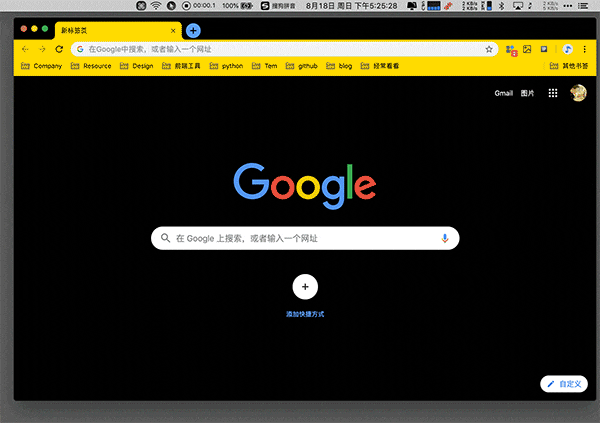 00:00.1 100% 搜狗拼音 8月18日 周日 下午5:25:28
新标签页
在Google中搜索，或者输入一个网址
Company Resource Design 前端工具 python Tem github blog 经常看看 其他书签
Gmail 图片
Google
在 Google 上搜索，或者输入一个网址
添加快捷方式
自定义